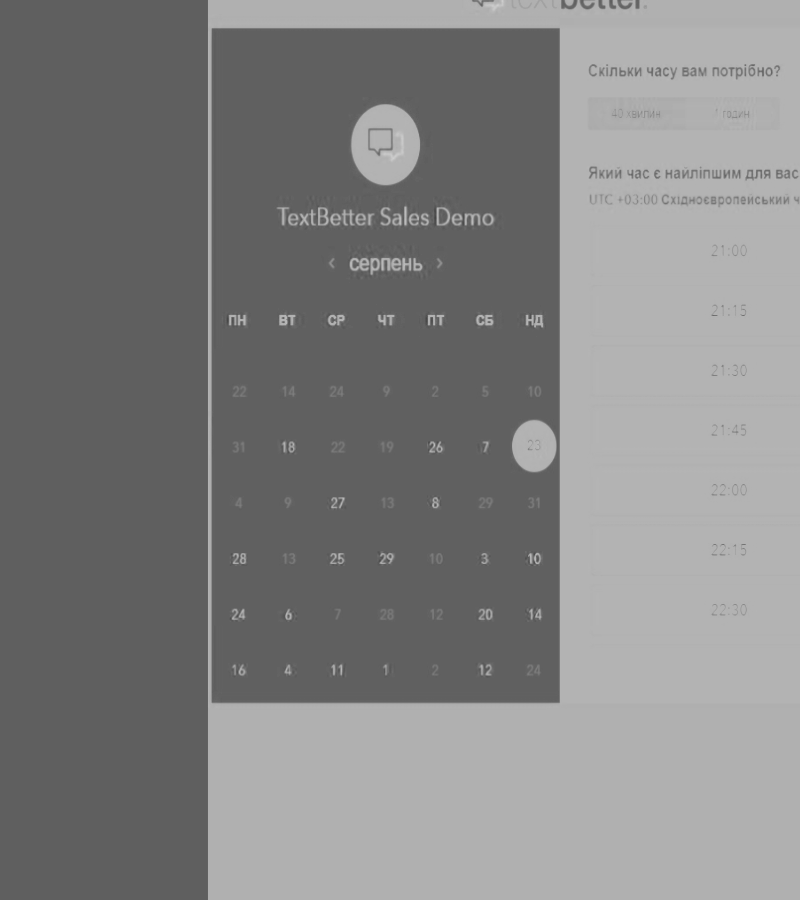 textbetter.
Скільки часу вам потрібно?
40 хвилин 1 годин
TextBetter Sales Demo
‹ серпень ›
ПН ВТ СР ЧТ ПТ СБ НД
22 14 24 9 2 5 10
31 18 22 19 26 7 23
4 9 27 13 8 29 31
28 13 25 29 10 3 10
24 6 7 28 12 20 14
16 4 11 1 2 12 24
Який час є найліпшим для вас
UTC +03:00 Східноєвропейський ч
21:00
21:15
21:30
21:45
22:00
22:15
22:30